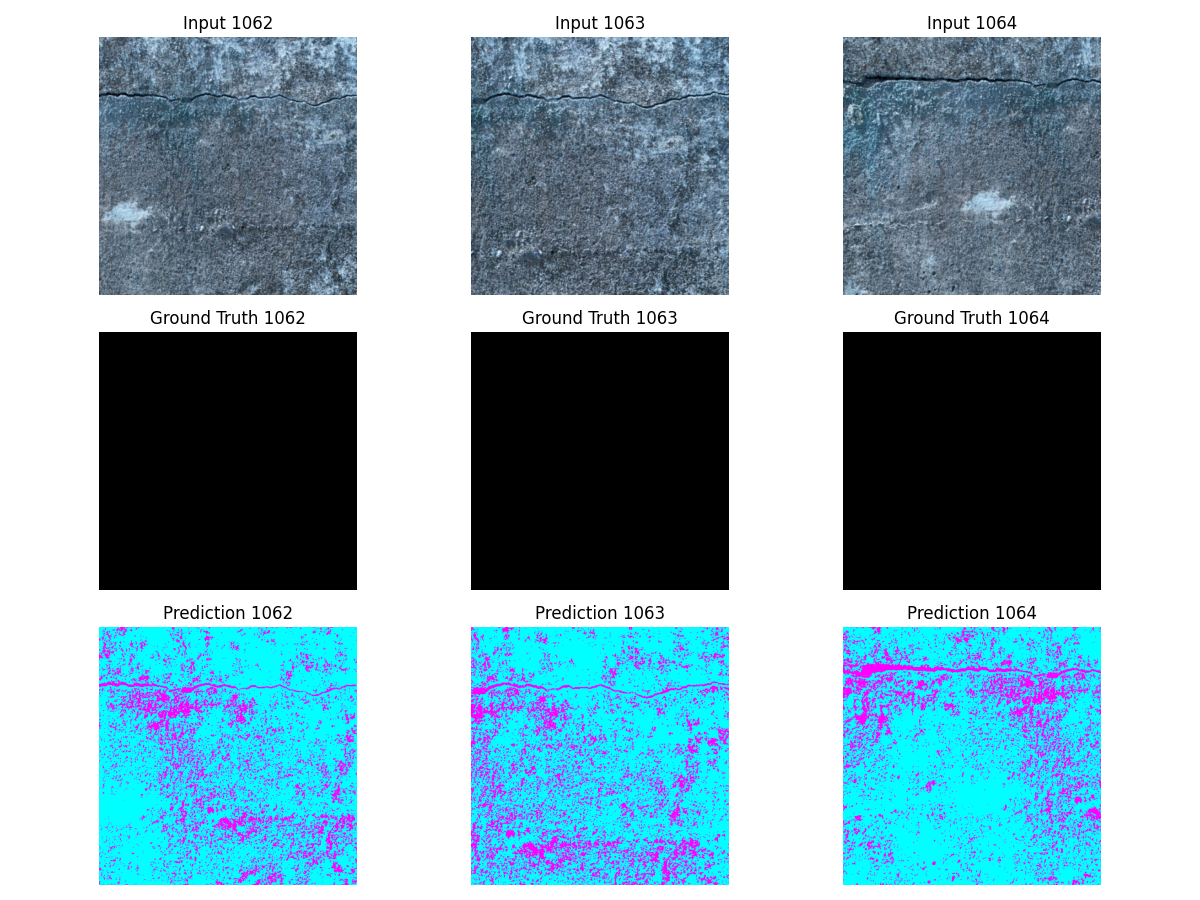 Input 1062
Input 1063
Input 1064
Ground Truth 1062
Ground Truth 1063
Ground Truth 1064
Prediction 1062
Prediction 1063
Prediction 1064